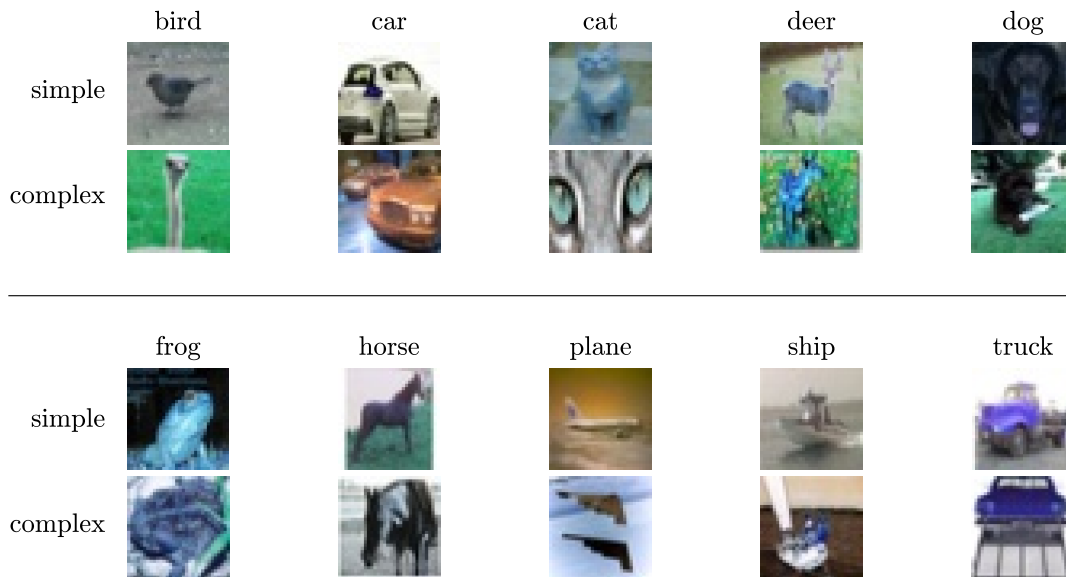 bird car cat deer dog
simple
complex
frog horse plane ship truck
simple
complex